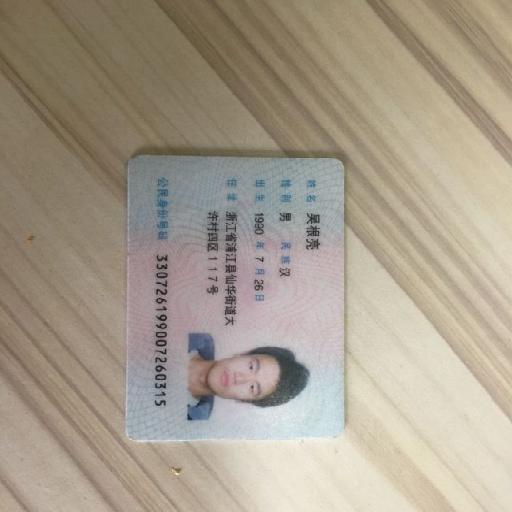 姓名 吴根亮
性别 男 民族 汉
出生 1990 年 7 月 26 日
住址 浙江省浦江县仙华街道大
许村四区117号
公民身份号码 330726199007260315